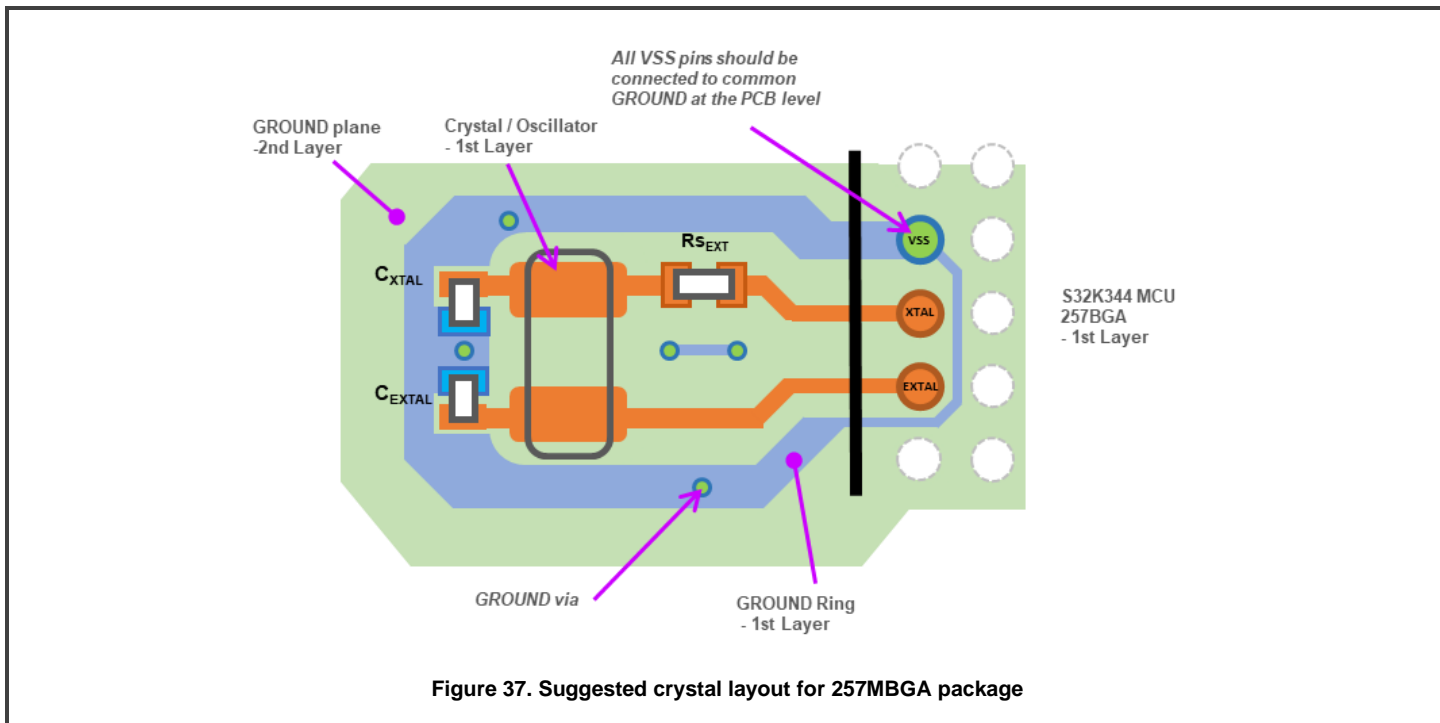 All VSS pins should be
connected to common
GROUND at the PCB level
GROUND plane
-2nd Layer
Crystal / Oscillator
- 1st Layer
RsEXT
VSS
CXTAL
XTAL
S32K344 MCU
257BGA
- 1st Layer
EXTAL
CEXTAL
GROUND via
GROUND Ring
- 1st Layer
Figure 37. Suggested crystal layout for 257MBGA package